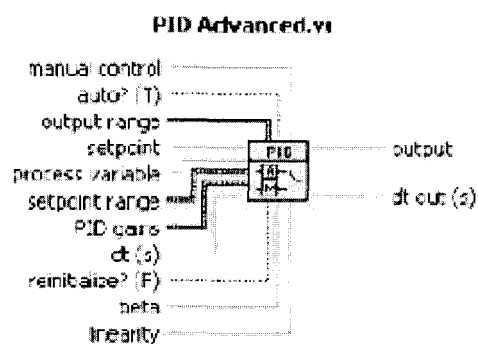 PID Advanced.vi
manual control
auto? (T)
output range
setpoint
process variable
setpoint range
PID gains
dt (s)
reinitialize? (F)
beta
linearity
PID
output
dt out (s)